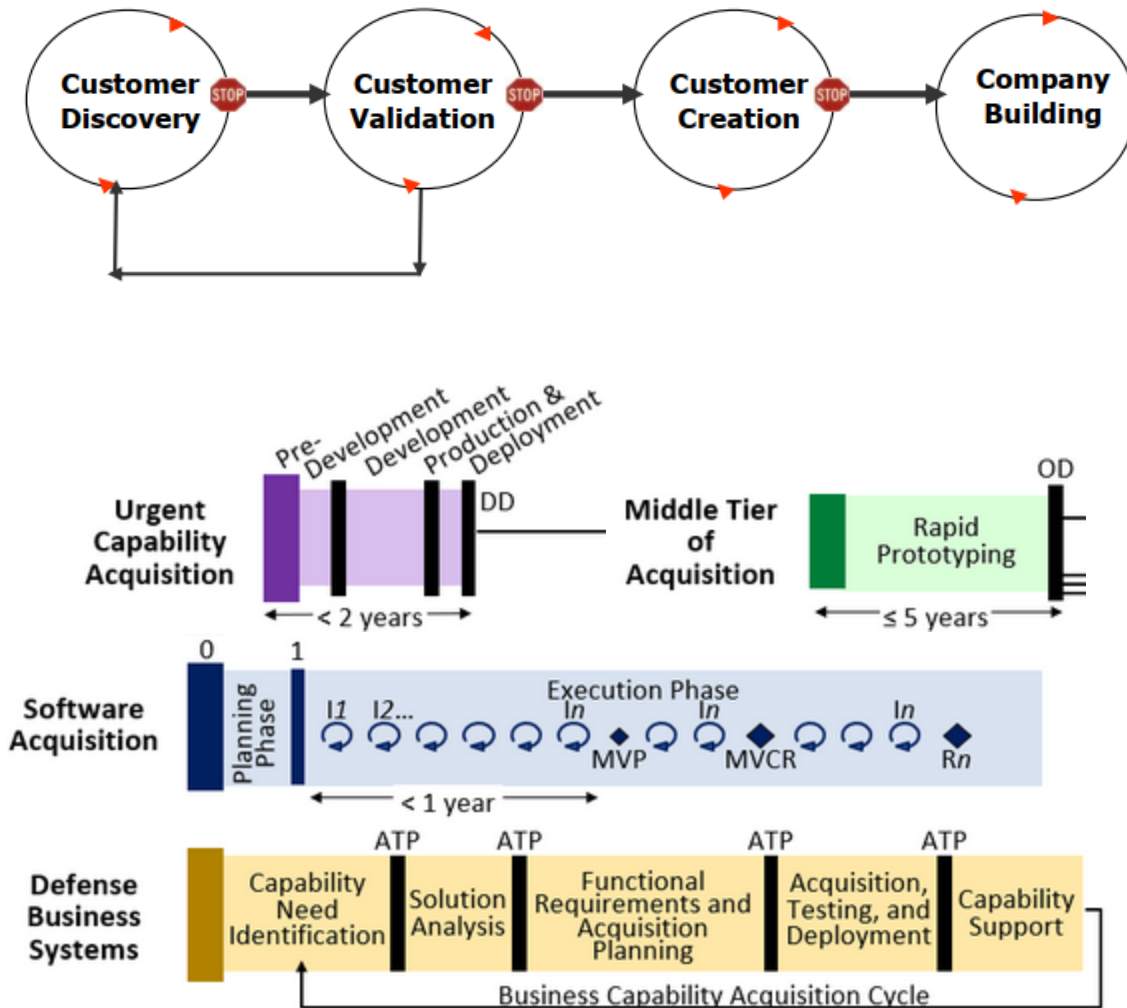 Customer
Discovery
STOP
Customer
Validation
STOP
Customer
Creation
STOP
Company
Building
Urgent
Capability
Acquisition
Pre-
Development
Development
Production &
Deployment
DD
< 2 years
Middle Tier
of
Acquisition
Rapid
Prototyping
OD
≤ 5 years
Software
Acquisition
0
Planning
Phase
1
Execution Phase
I1
I2...
In
In
In
MVP
MVCR
Rn
< 1 year
Defense
Business
Systems
Capability
Need
Identification
ATP
Solution
Analysis
ATP
Functional
Requirements and
Acquisition
Planning
ATP
Acquisition,
Testing, and
Deployment
ATP
Capability
Support
Business Capability Acquisition Cycle